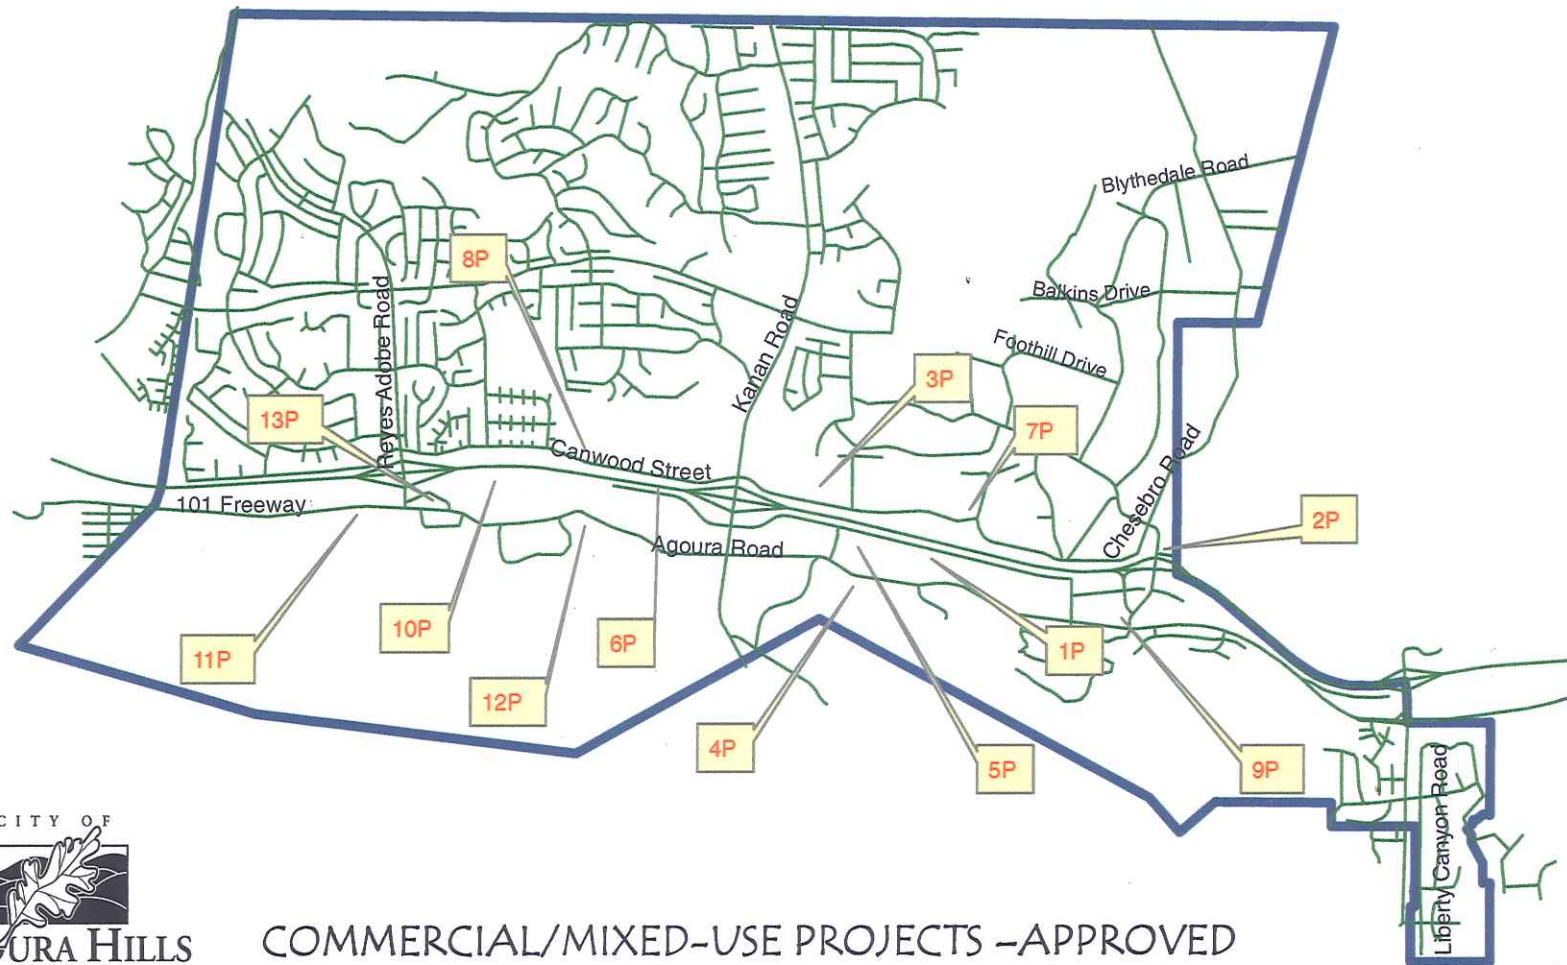 Blythedale Road
8P
Balkins Drive
Reyes Adobe Road
Kanan Road
Foothill Drive
3P
13P
7P
Canwood Street
Chesebro Road
101 Freeway
2P
Agoura Road
10P
6P
11P
1P
12P
4P
5P
9P
Liberty Canyon Road
CITY OF
URA HILLS
COMMERCIAL/MIXED-USE PROJECTS -APPROVED